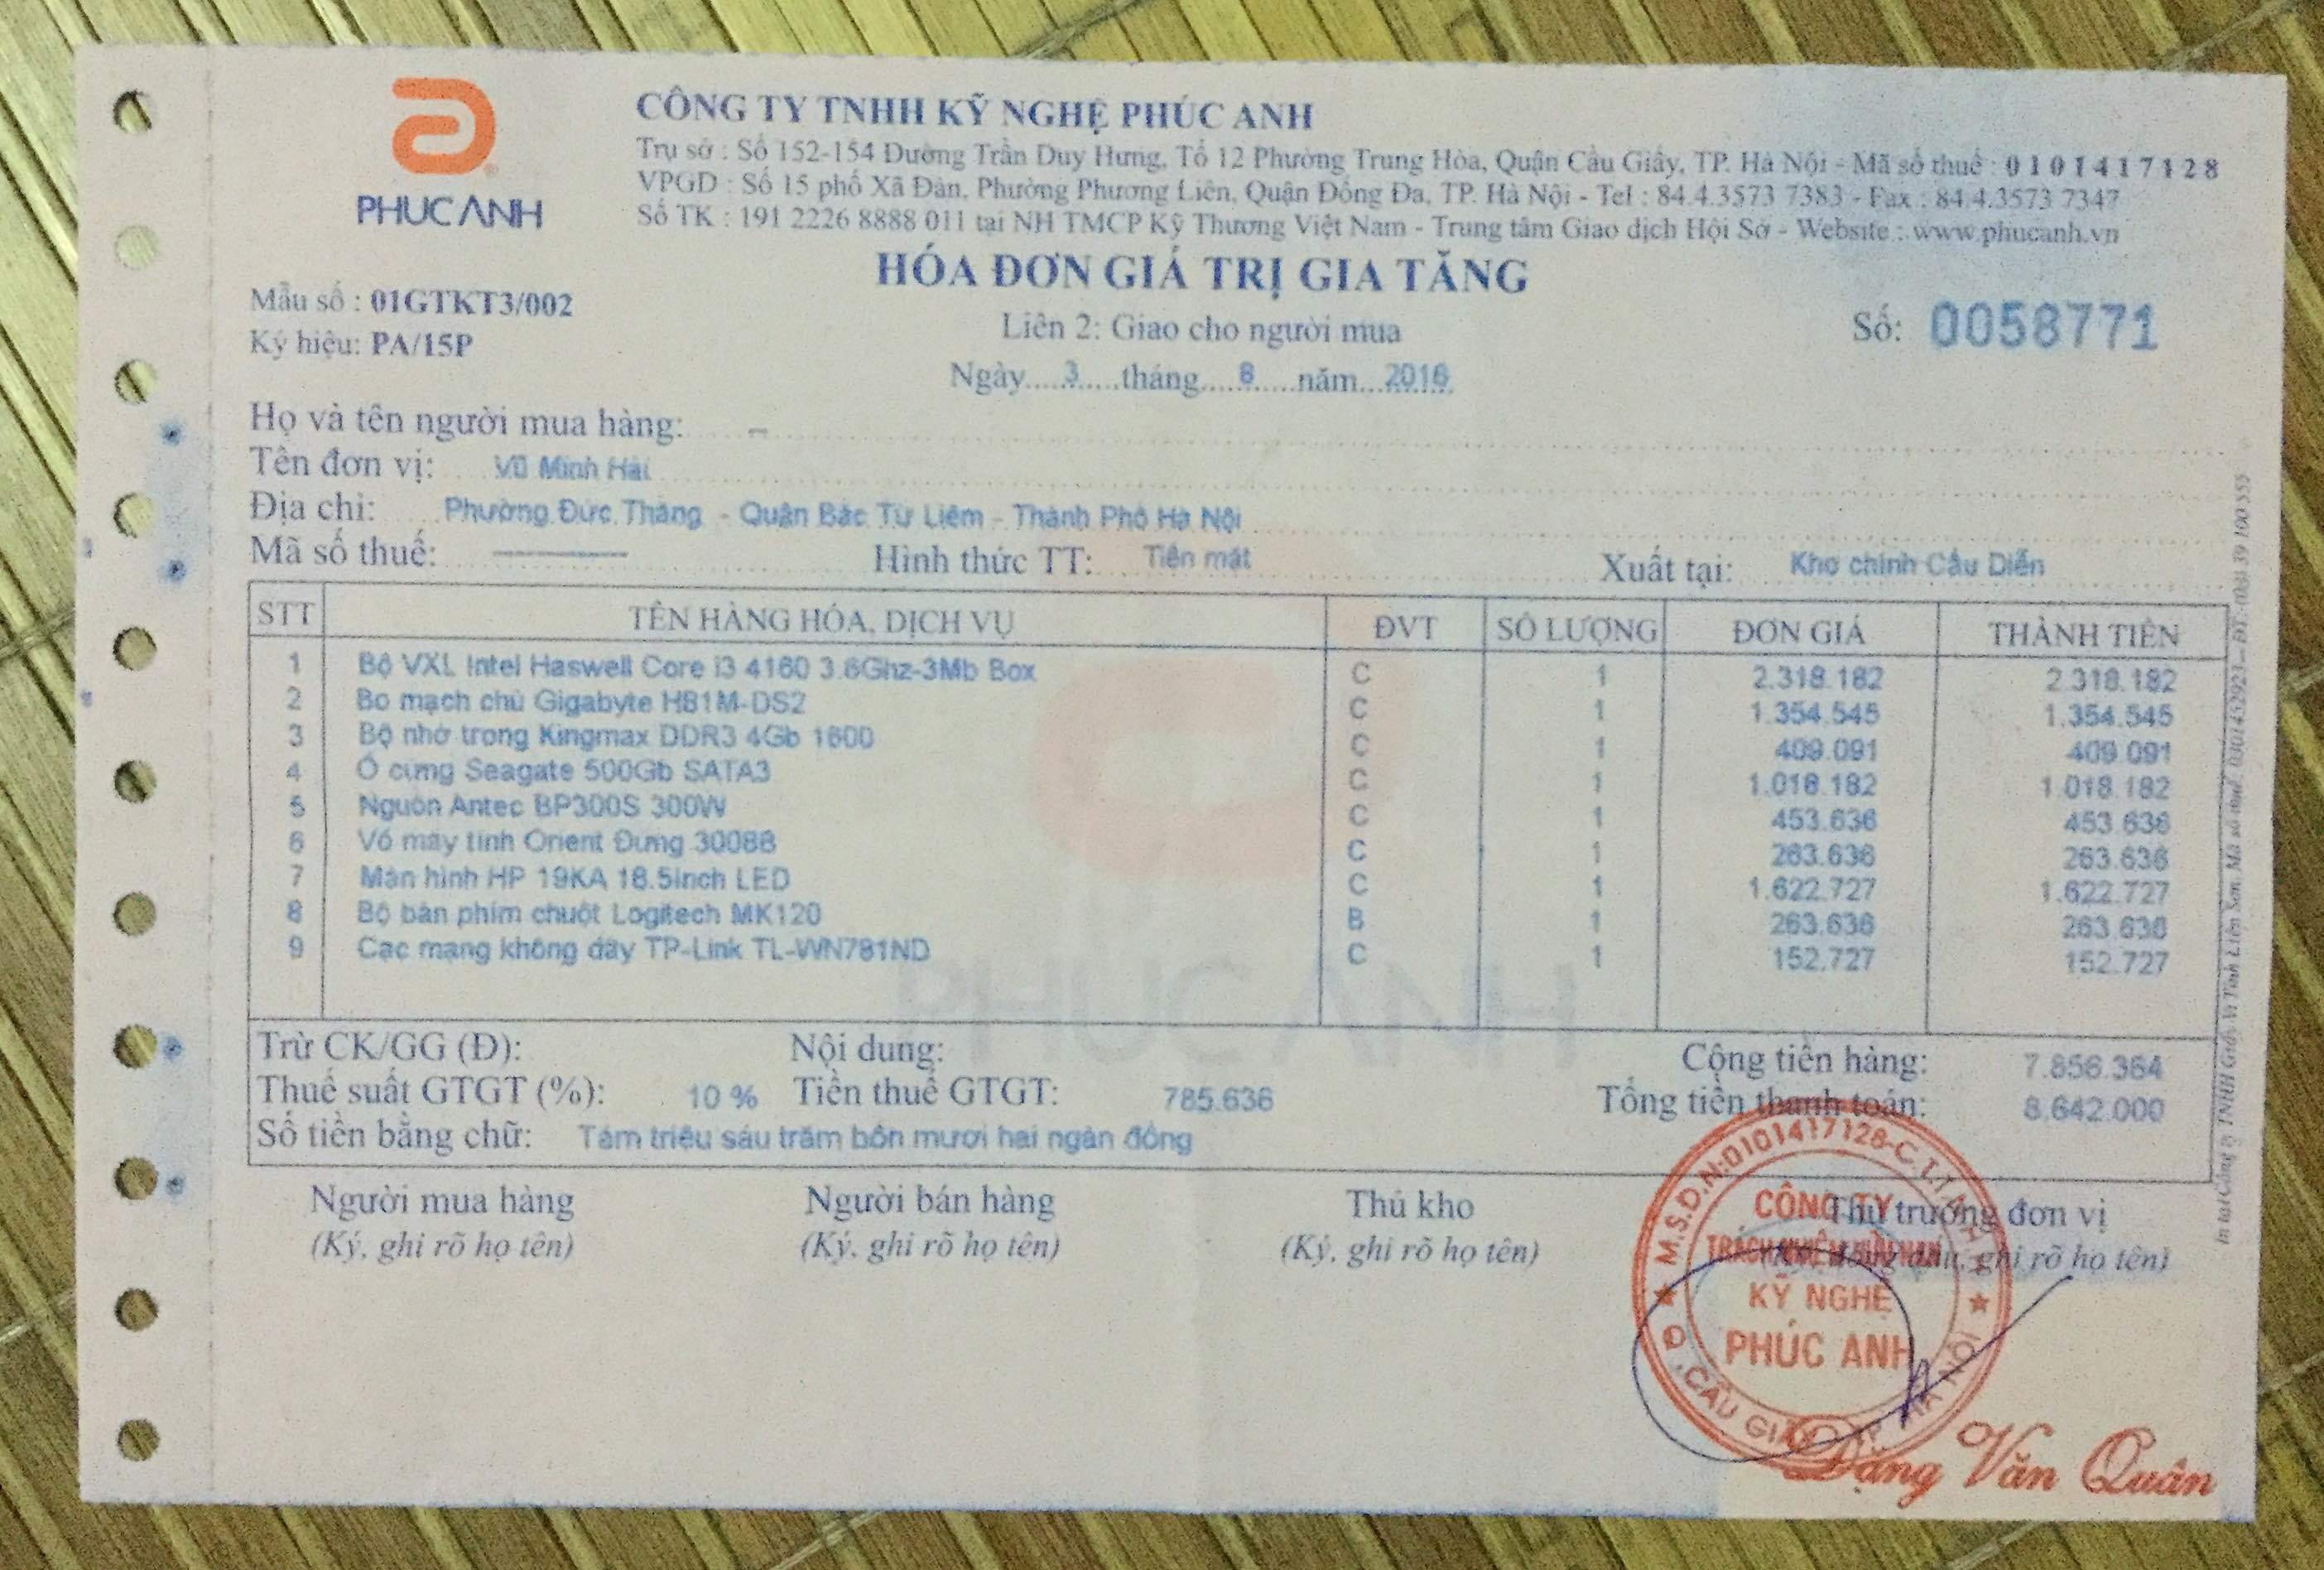 PHUCANH
CÔNG TY TNHH KỸ NGHỆ PHÚC ANH
Trụ sở : Số 152-154 Đường Trần Duy Hưng, Tổ 12 Phường Trung Hòa, Quận Cầu Giấy, TP. Hà Nội - Mã số thuế : 0101417128
VPGD : Số 15 phố Xã Đàn, Phường Phương Liên, Quận Đống Đa, TP. Hà Nội - Tel : 84.4.3573 7383 - Fax : 84.4.3573 7347
Số TK : 191 2226 8888 011 tại NH TMCP Kỹ Thương Việt Nam - Trung tâm Giao dịch Hội Sở - Website : www.phucanh.vn
HÓA ĐƠN GIÁ TRỊ GIA TĂNG
Mẫu số : 01GTKT3/002
Ký hiệu: PA/15P
Liên 2: Giao cho người mua
Số: 0058771
Ngày.....3.....tháng.....8.....năm...2016
Họ và tên người mua hàng: –
Tên đơn vị: Vũ Minh Hải
Địa chỉ: Phường Đức Thắng - Quận Bắc Từ Liêm - Thành Phố Hà Nội
Mã số thuế: Hình thức TT: Tiền mặt Xuất tại: Kho chính Cầu Diễn
STT TÊN HÀNG HÓA, DỊCH VỤ ĐVT SỐ LƯỢNG ĐƠN GIÁ THÀNH TIỀN
1 Bộ VXL Intel Haswell Core i3 4160 3.6Ghz-3Mb Box C 1 2.318.182 2.318.182
2 Bo mạch chủ Gigabyte H81M-DS2 C 1 1.354.545 1.354.545
3 Bộ nhớ trong Kingmax DDR3 4Gb 1600 C 1 409.091 409.091
4 Ổ cứng Seagate 500Gb SATA3 C 1 1.018.182 1.018.182
5 Nguồn Antec BP300S 300W C 1 453.636 453.636
6 Vỏ máy tính Orient Đứng 3008B C 1 263.636 263.636
7 Màn hình HP 19KA 18.5inch LED C 1 1.622.727 1.622.727
8 Bộ bàn phím chuột Logitech MK120 B 1 263.636 263.636
9 Cạc mạng không dây TP-Link TL-WN781ND C 1 152.727 152.727
PHUCANH
Trừ CK/GG (Đ): Nội dung: Cộng tiền hàng: 7.856.364
Thuế suất GTGT (%): 10 % Tiền thuế GTGT: 785.636 Tổng tiền thanh toán: 8.642.000
Số tiền bằng chữ: Tám triệu sáu trăm bốn mươi hai ngàn đồng
Người mua hàng Người bán hàng Thủ kho Thủ trưởng đơn vị
(Ký, ghi rõ họ tên) (Ký, ghi rõ họ tên) (Ký, ghi rõ họ tên) ghi rõ họ tên)
M.S.D.N:0101417128-C.T.T.N.H.H
CÔNG TY
TRÁCH NHIỆM HỮU HẠN
KỸ NGHỆ
PHÚC ANH
Q. CẦU GIẤY - TP HÀ NỘI
Đặng Văn Quân